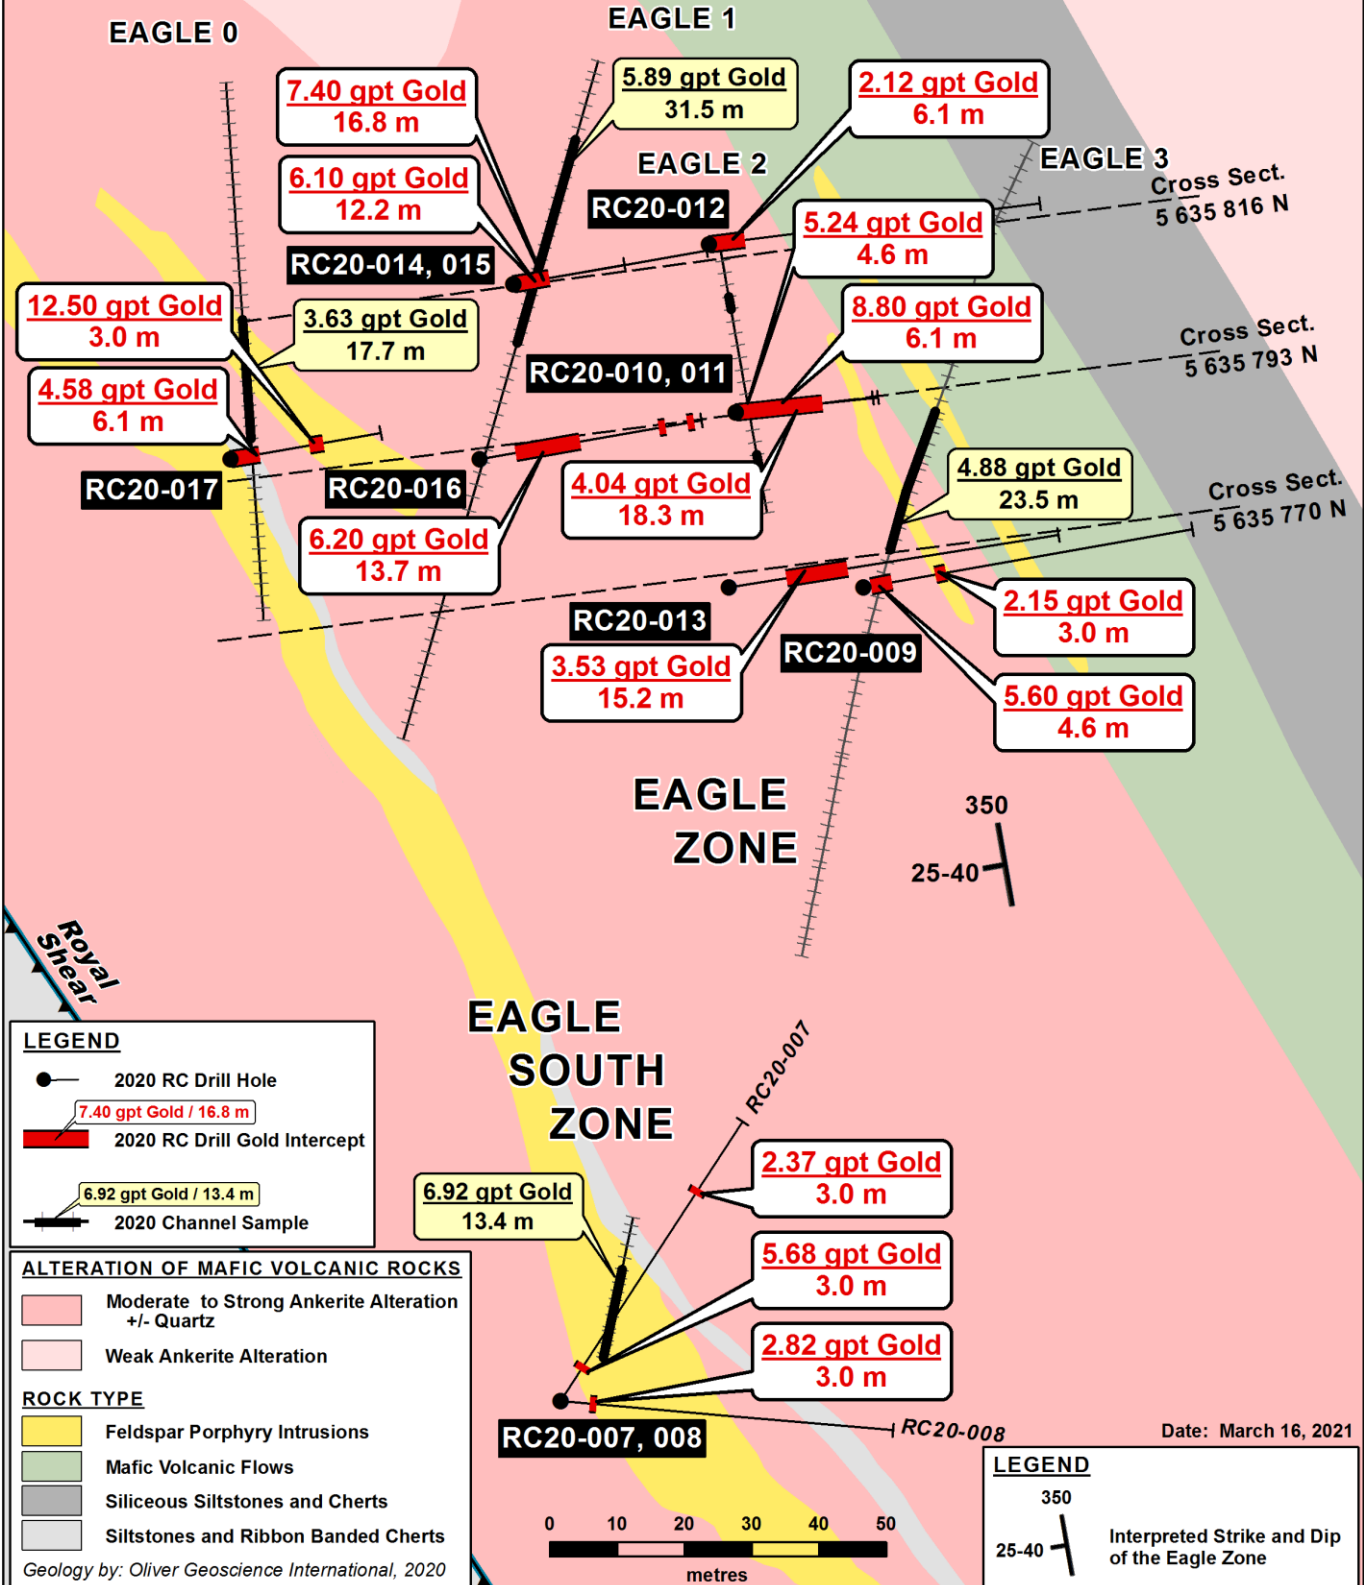 EAGLE 0
EAGLE 1
7.40 gpt Gold
16.8 m
5.89 gpt Gold
31.5 m
2.12 gpt Gold
6.1 m
EAGLE 2
EAGLE 3
6.10 gpt Gold
12.2 m
RC20-012
Cross Sect.
5 635 816 N
5.24 gpt Gold
4.6 m
RC20-014, 015
12.50 gpt Gold
3.0 m
3.63 gpt Gold
17.7 m
8.80 gpt Gold
6.1 m
Cross Sect.
5 635 793 N
RC20-010, 011
4.58 gpt Gold
6.1 m
RC20-017
RC20-016
4.04 gpt Gold
18.3 m
4.88 gpt Gold
23.5 m
Cross Sect.
5 635 770 N
6.20 gpt Gold
13.7 m
RC20-013
2.15 gpt Gold
3.0 m
RC20-009
3.53 gpt Gold
15.2 m
5.60 gpt Gold
4.6 m
EAGLE
ZONE
350
25-40
Royal
Shear
EAGLE
SOUTH
ZONE
RC20-007
2.37 gpt Gold
3.0 m
6.92 gpt Gold
13.4 m
5.68 gpt Gold
3.0 m
2.82 gpt Gold
3.0 m
RC20-007, 008
RC20-008
LEGEND
2020 RC Drill Hole
7.40 gpt Gold / 16.8 m
2020 RC Drill Gold Intercept
6.92 gpt Gold / 13.4 m
2020 Channel Sample
ALTERATION OF MAFIC VOLCANIC ROCKS
Moderate to Strong Ankerite Alteration
+/- Quartz
Weak Ankerite Alteration
ROCK TYPE
Feldspar Porphyry Intrusions
Mafic Volcanic Flows
Siliceous Siltstones and Cherts
Siltstones and Ribbon Banded Cherts
Geology by: Oliver Geoscience International, 2020
0 10 20 30 40 50
metres
Date: March 16, 2021
LEGEND
350
25-40
Interpreted Strike and Dip
of the Eagle Zone